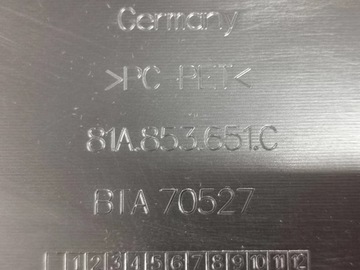 Germany
>PC-PET<
81A.853.651.C
BIA 70527
1 2 3 4 5 6 7 8 9 10 11 12